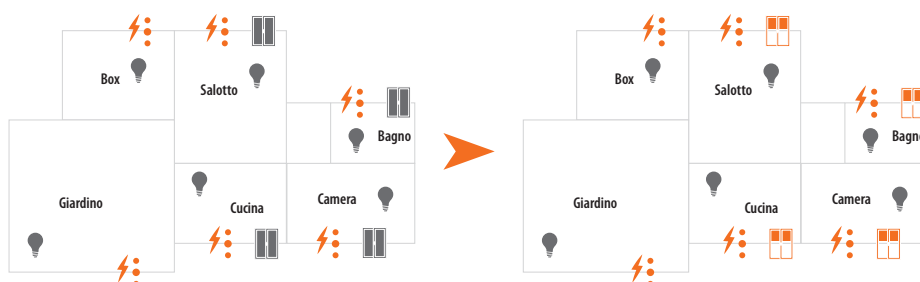 Box
Salotto
Bagno
Giardino
Cucina
Camera
Box
Salotto
Bagno
Giardino
Cucina
Camera